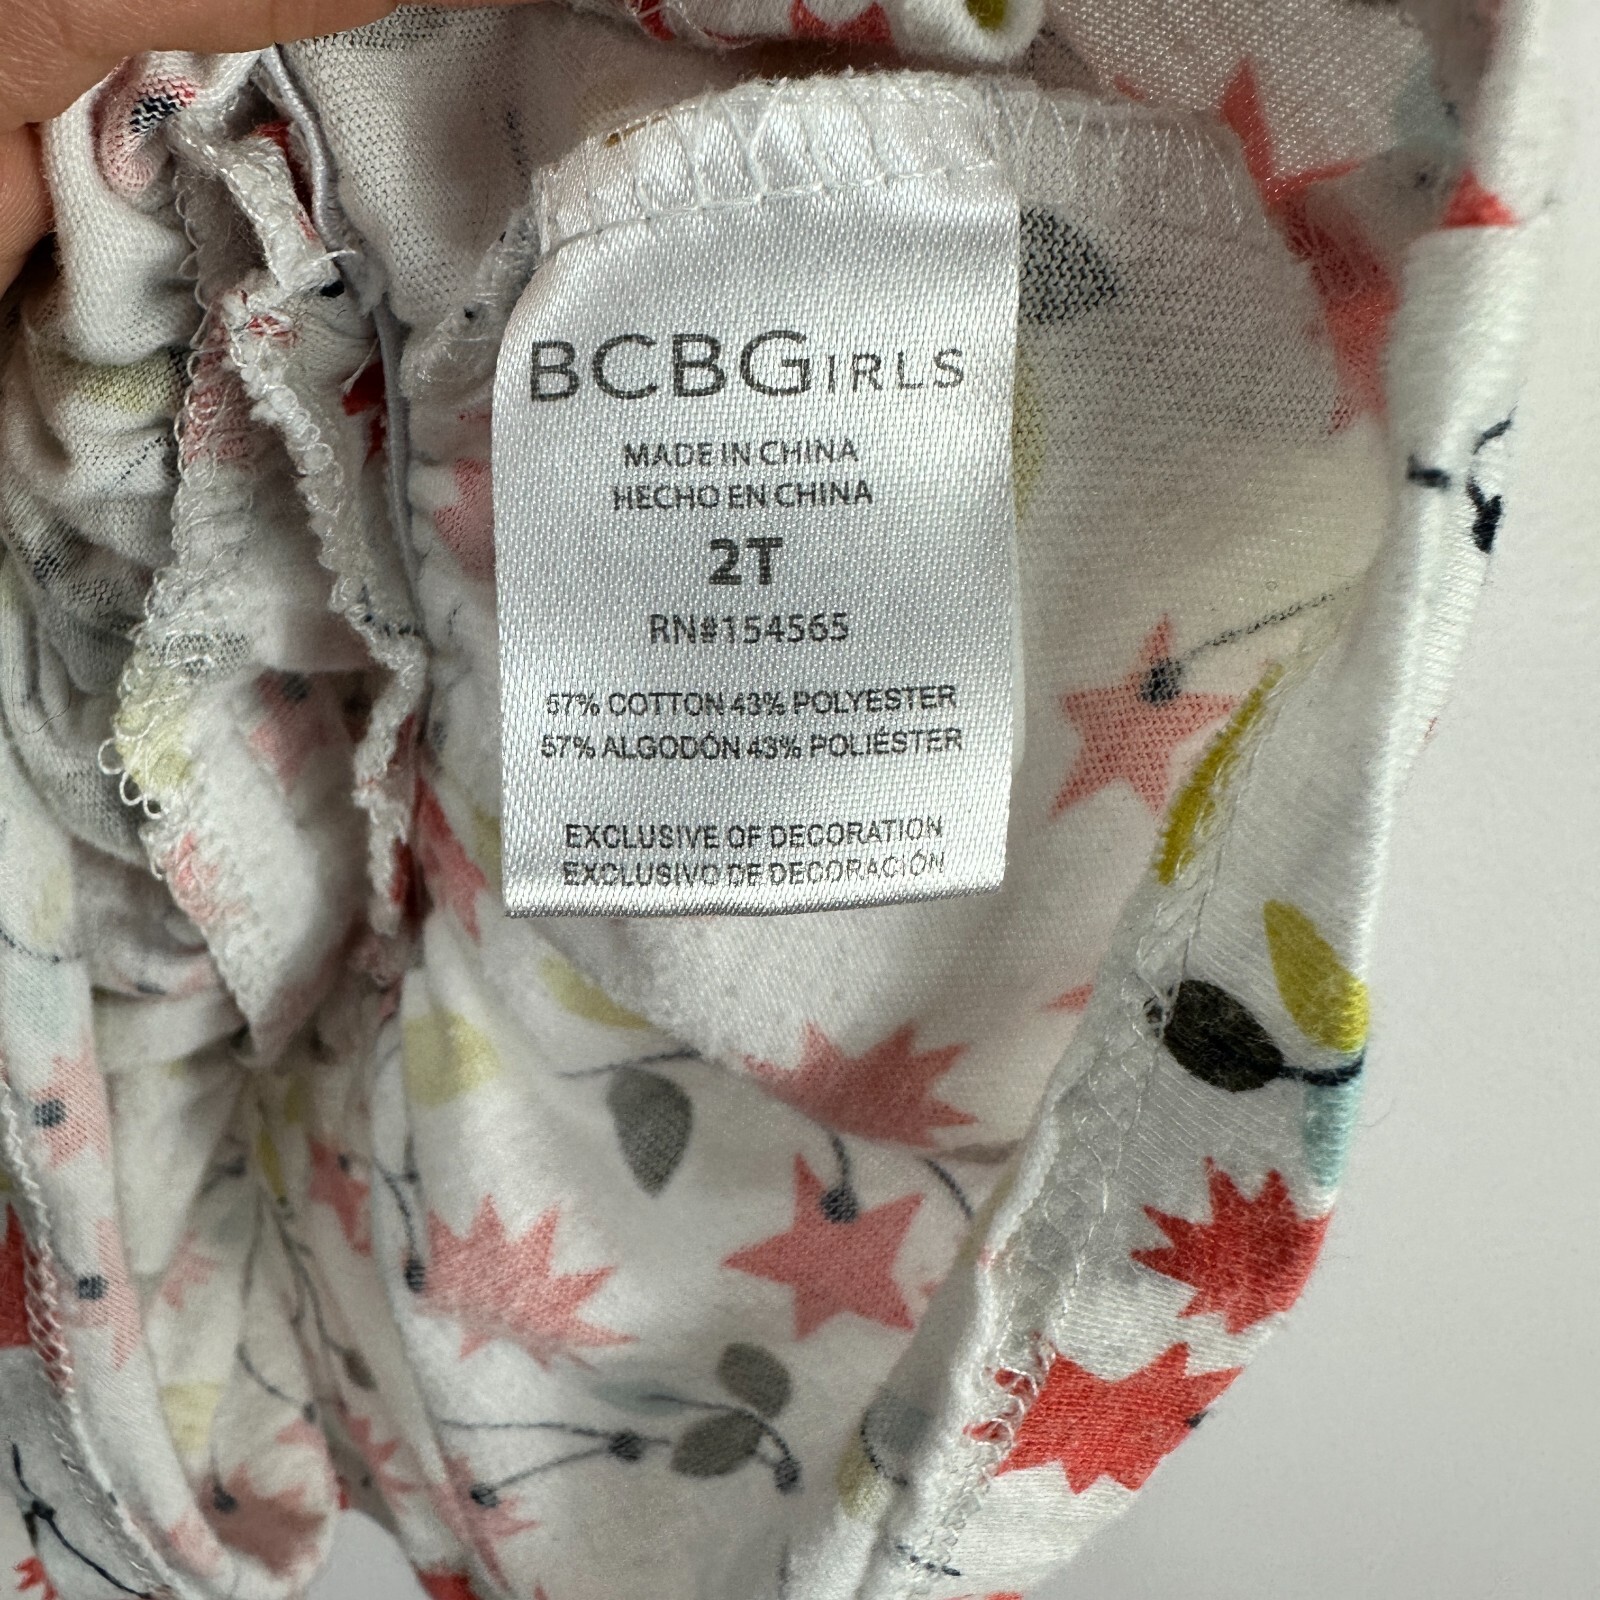 BCBGIRLS
MADE IN CHINA
HECHO EN CHINA
2T
RN#154565
57% COTTON 43% POLYESTER
57% ALGODÓN 43% POLIÉSTER
EXCLUSIVE OF DECORATION
EXCLUSIVO DE DECORACIÓN